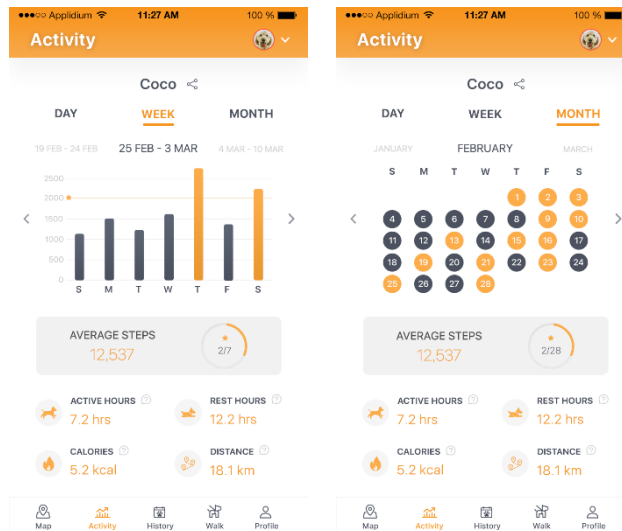 Applidium 11:27 AM 100 %
Activity
Coco
DAY WEEK MONTH
19 FEB - 24 FEB 25 FEB - 3 MAR 4 MAR - 10 MAR
2500
2000
1500
1000
500
0
S M T W T F S
AVERAGE STEPS
12,537
2/7
ACTIVE HOURS ? REST HOURS ?
7.2 hrs 12.2 hrs
CALORIES ? DISTANCE ?
5.2 kcal 18.1 km
Map Activity History Walk Profile
Applidium 11:27 AM 100 %
Activity
Coco
DAY WEEK MONTH
JANUARY FEBRUARY MARCH
S M T W T F S
1 2 3
4 5 6 7 8 9 10
11 12 13 14 15 16 17
18 19 20 21 22 23 24
25 26 27 28
AVERAGE STEPS
12,537
2/28
ACTIVE HOURS ? REST HOURS ?
7.2 hrs 12.2 hrs
CALORIES ? DISTANCE ?
5.2 kcal 18.1 km
Map Activity History Walk Profile